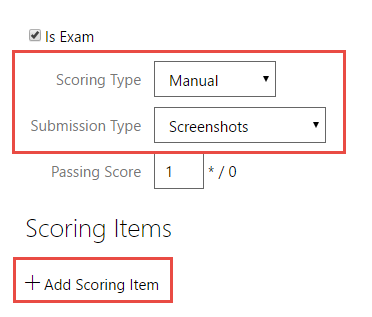 Is Exam
Scoring Type Manual
Submission Type Screenshots
Passing Score 1 * / 0
Scoring Items
+ Add Scoring Item